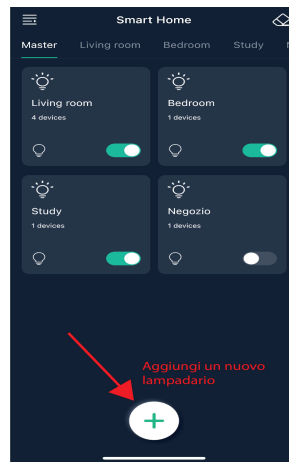 Smart Home
Master Living room Bedroom Study
Living room
4 devices
Bedroom
1 devices
Study
1 devices
Negozio
1 devices
Aggiungi un nuovo
lampadario